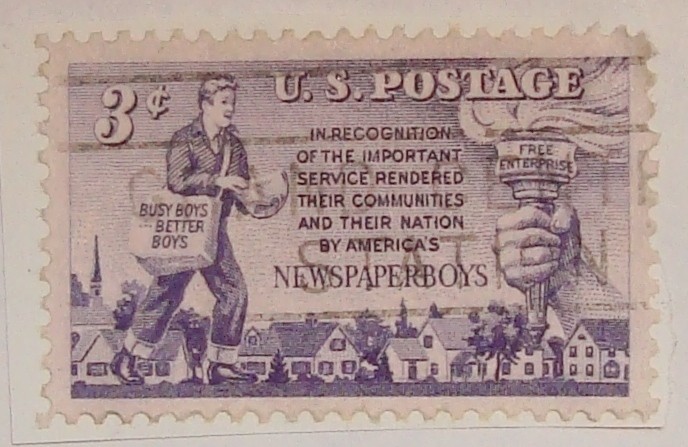 3¢ U.S. POSTAGE
IN RECOGNITION
OF THE IMPORTANT
SERVICE RENDERED
THEIR COMMUNITIES
AND THEIR NATION
BY AMERICA'S
NEWSPAPERBOYS
BUSY BOYS
--- BETTER
BOYS
FREE
ENTERPRISE
STATION